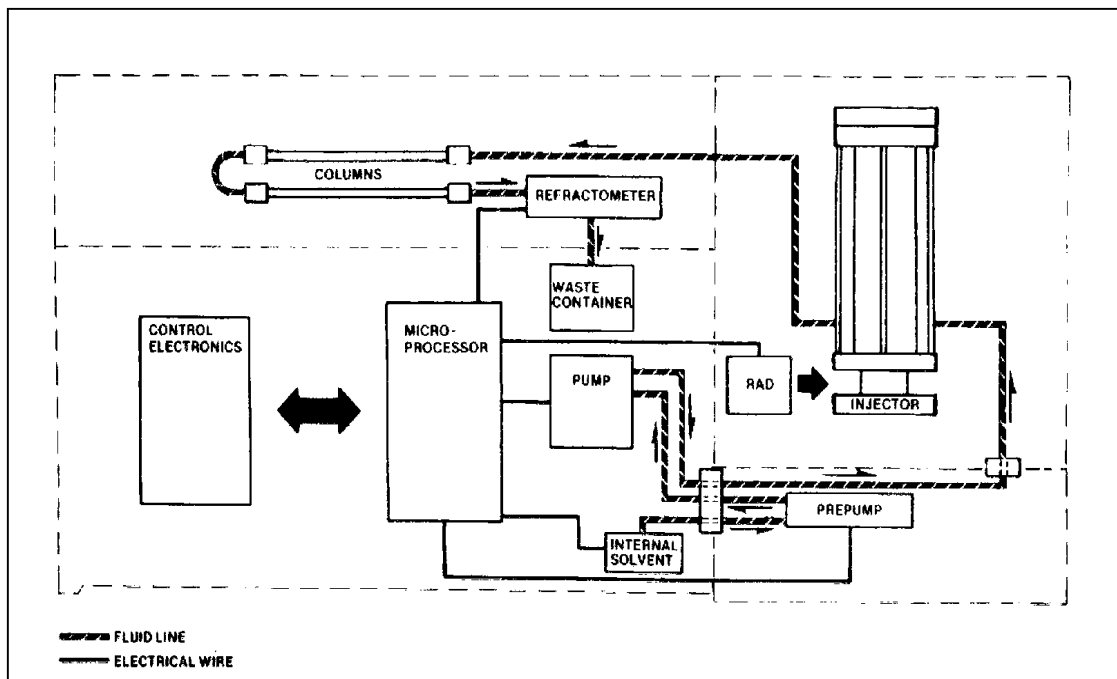 COLUMNS
REFRACTOMETER
WASTE
CONTAINER
CONTROL
ELECTRONICS
MICRO-
PROCESSOR
PUMP
RAD
INJECTOR
PREPUMP
INTERNAL
SOLVENT
FLUID LINE
ELECTRICAL WIRE